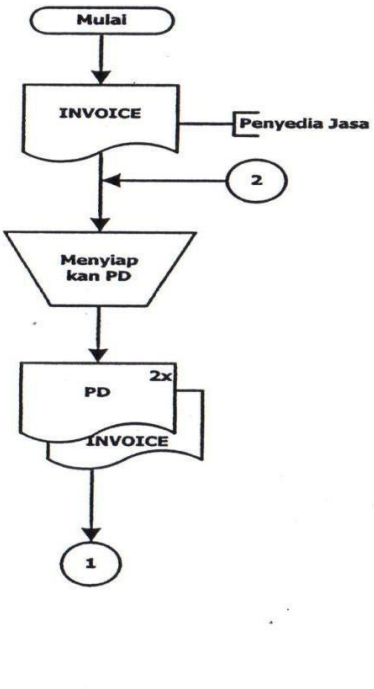 Mulai
INVOICE
Penyedia Jasa
2
Menyiap
kan PD
2x
PD
INVOICE
1